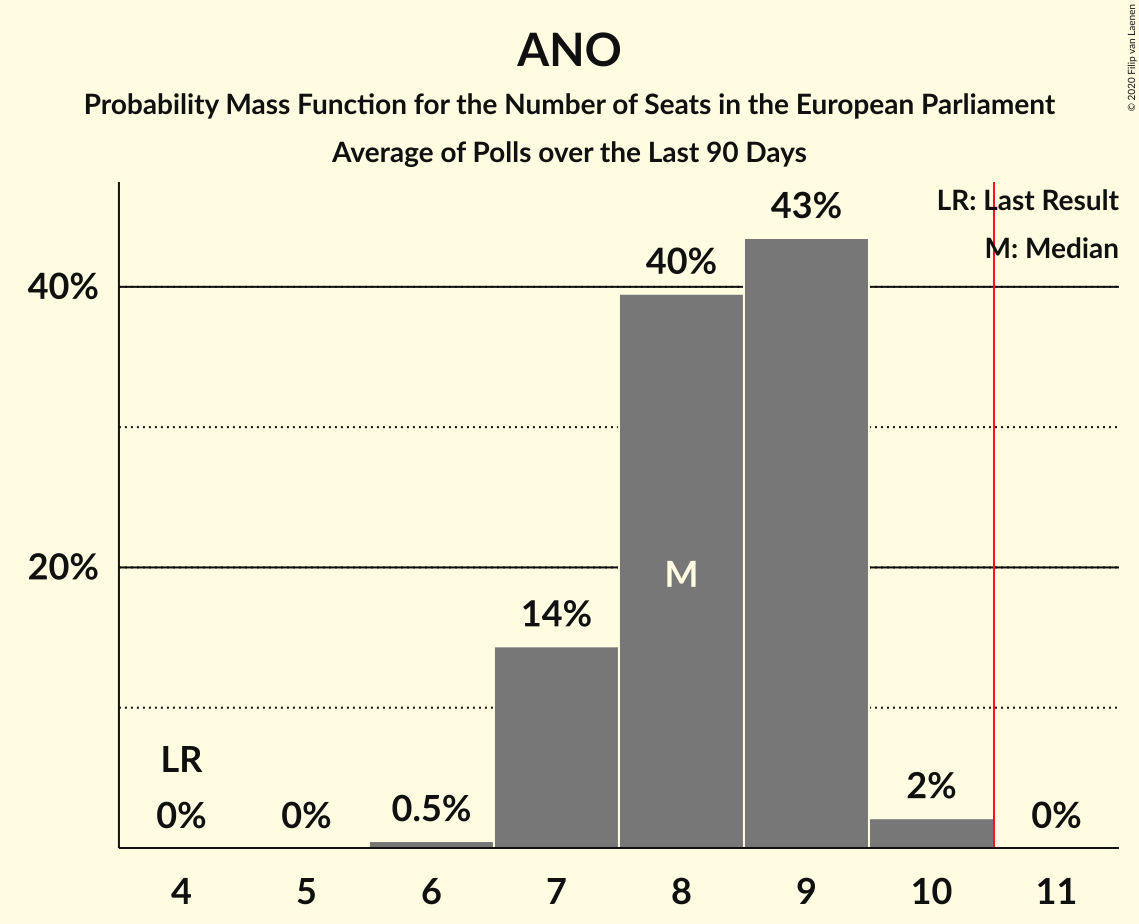 ANO
Probability Mass Function for the Number of Seats in the European Parliament
Average of Polls over the Last 90 Days
© 2020 Filip van Laenen
LR: Last Result
M: Median
43%
40%
40%
M
20%
14%
LR
0%
0%
0.5%
2%
0%
4
5
6
7
8
9
10
11